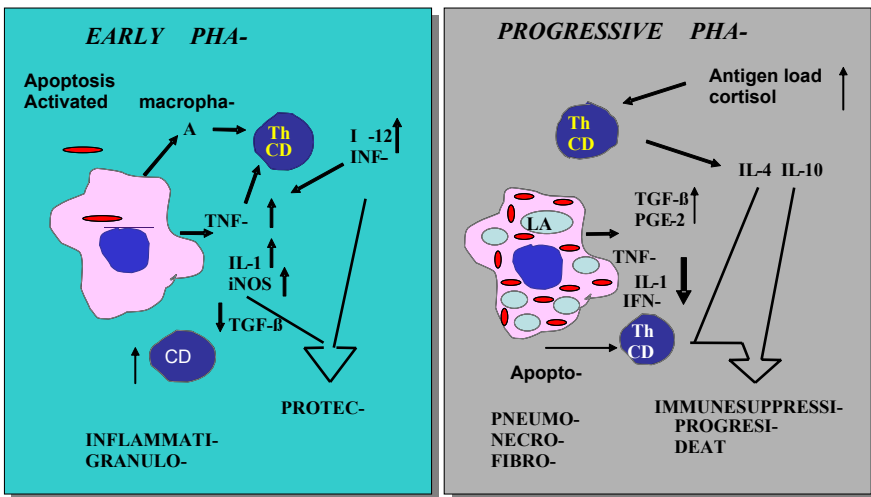 EARLY PHA-
Apoptosis
Activated macropha-
A
Th
CD
I -12
INF-
TNF-
IL-1
iNOS
TGF-ß
CD
PROTEC-
INFLAMMATI-
GRANULO-
PROGRESSIVE PHA-
Antigen load
cortisol
Th
CD
IL-4 IL-10
LA
TGF-ß
PGE-2
TNF-
IL-1
IFN-
Th
CD
Apopto-
IMMUNESUPPRESSI-
PROGRESI-
DEAT
PNEUMO-
NECRO-
FIBRO-